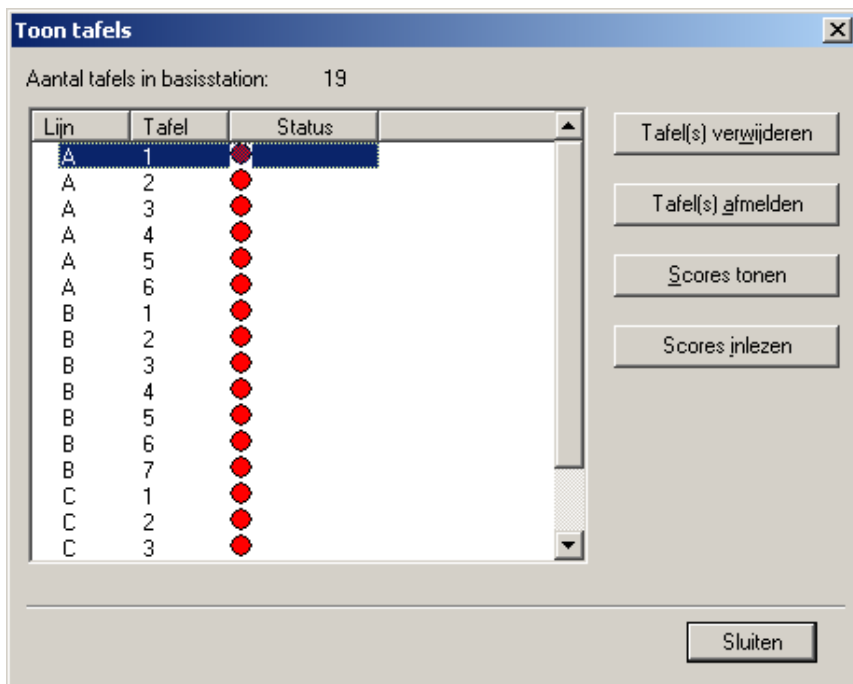 Toon tafels
Aantal tafels in basisstation: 19
Lijn Tafel Status
A 1
A 2
A 3
A 4
A 5
A 6
B 1
B 2
B 3
B 4
B 5
B 6
B 7
C 1
C 2
C 3
Tafel(s) verwijderen
Tafel(s) afmelden
Scores tonen
Scores inlezen
Sluiten